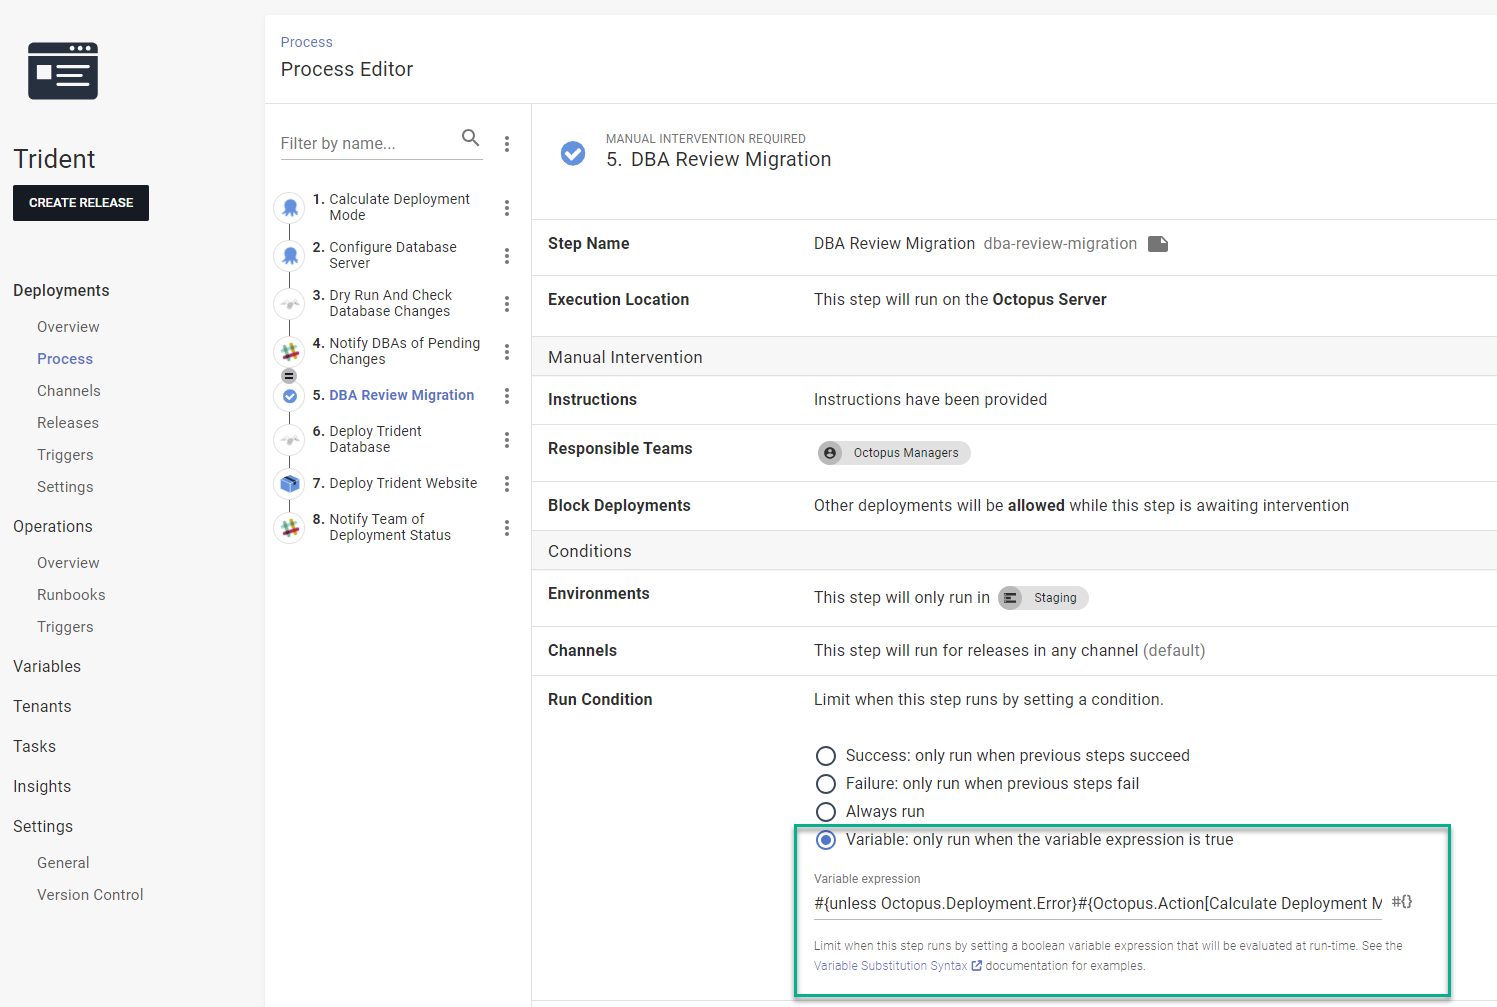 Trident
CREATE RELEASE
Deployments
Overview
Process
Channels
Releases
Triggers
Settings
Operations
Overview
Runbooks
Triggers
Variables
Tenants
Tasks
Insights
Settings
General
Version Control
Process
Process Editor
Filter by name...
1. Calculate Deployment
Mode
2. Configure Database
Server
3. Dry Run And Check
Database Changes
4. Notify DBAs of Pending
Changes
5. DBA Review Migration
6. Deploy Trident
Database
7. Deploy Trident Website
8. Notify Team of
Deployment Status
MANUAL INTERVENTION REQUIRED
5. DBA Review Migration
Step Name
DBA Review Migration dba-review-migration
Execution Location
This step will run on the Octopus Server
Manual Intervention
Instructions
Instructions have been provided
Responsible Teams
Octopus Managers
Block Deployments
Other deployments will be allowed while this step is awaiting intervention
Conditions
Environments
This step will only run in Staging
Channels
This step will run for releases in any channel (default)
Run Condition
Limit when this step runs by setting a condition.
Success: only run when previous steps succeed
Failure: only run when previous steps fail
Always run
Variable: only run when the variable expression is true
Variable expression
#{unless Octopus.Deployment.Error}#{Octopus.Action[Calculate Deployment M #{}
Limit when this step runs by setting a boolean variable expression that will be evaluated at run-time. See the
Variable Substitution Syntax documentation for examples.